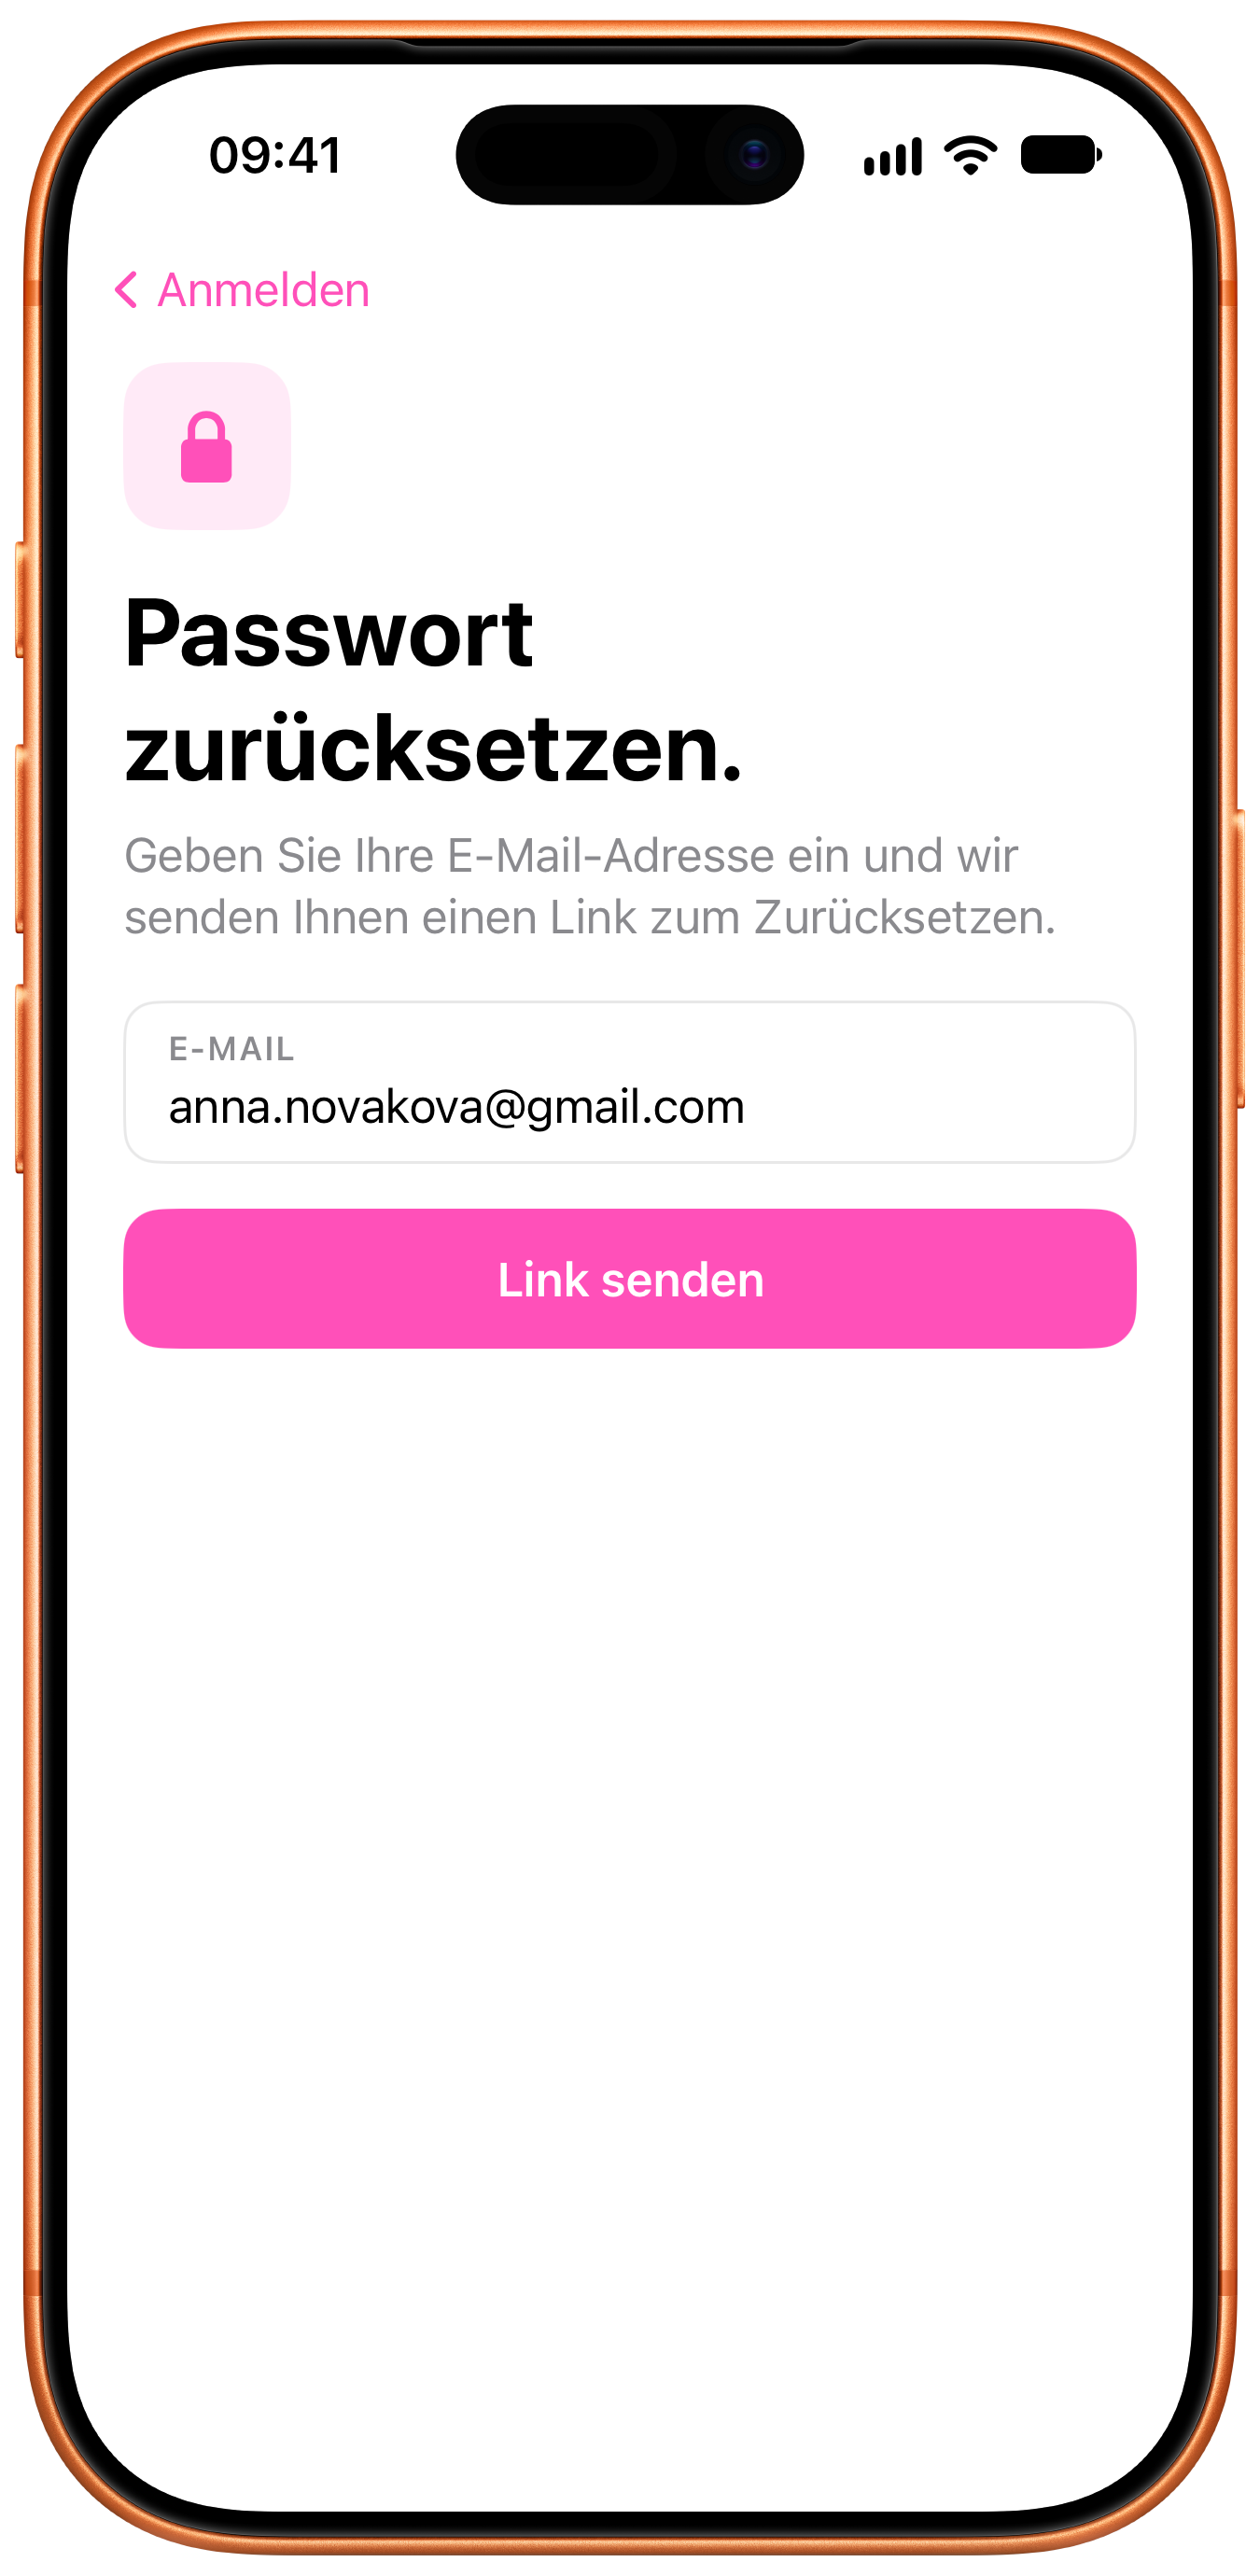 09:41
Anmelden
Passwort
zurücksetzen.
Geben Sie Ihre E-Mail-Adresse ein und wir
senden Ihnen einen Link zum Zurücksetzen.
E-MAIL
anna.novakova@gmail.com
Link senden